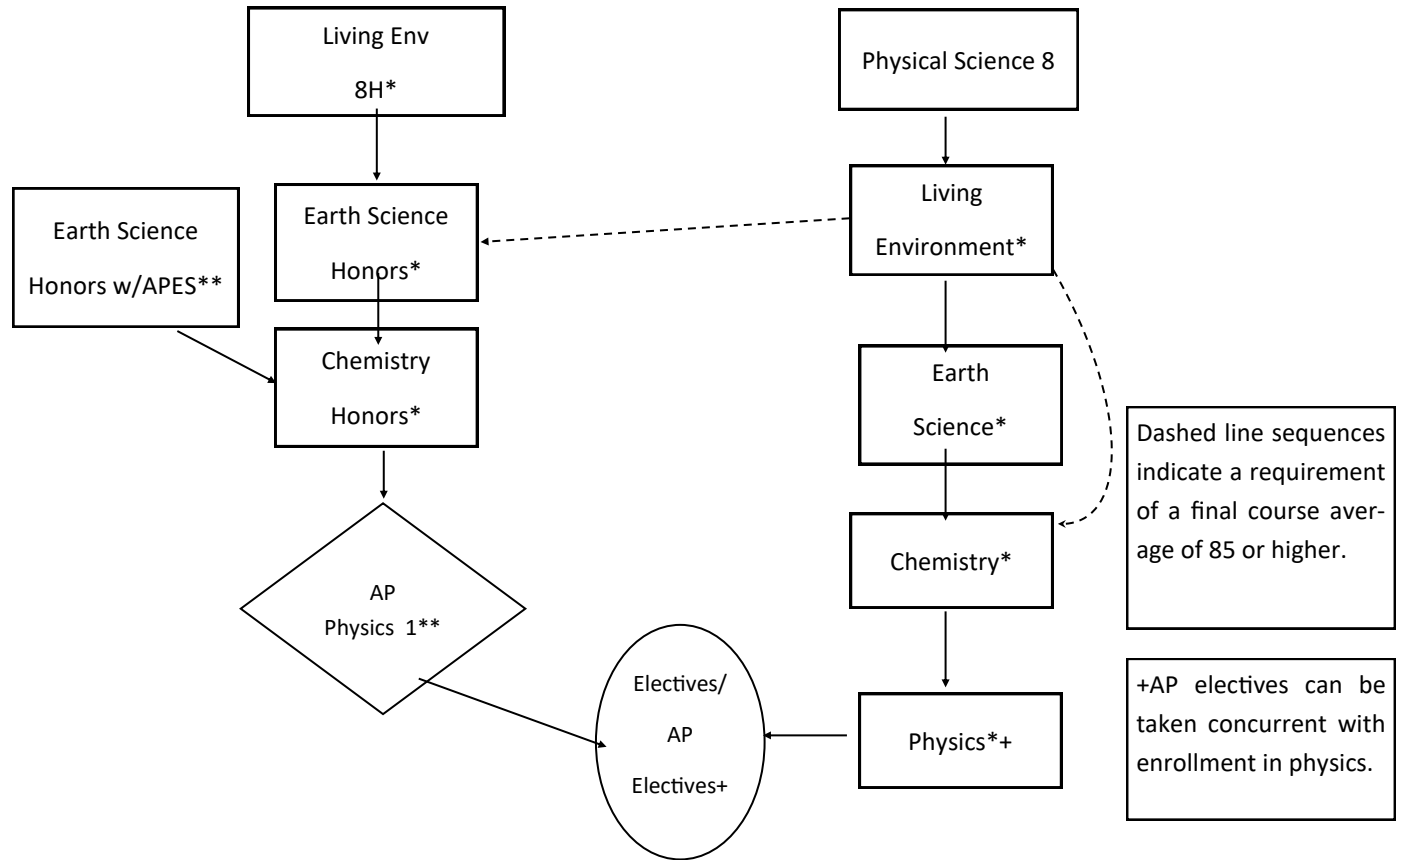 Living Env
8H*
Physical Science 8
Earth Science
Honors w/APES**
Earth Science
Honors*
Living
Environment*
Chemistry
Honors*
Earth
Science*
Dashed line sequences
indicate a requirement
of a final course aver-
age of 85 or higher.
Chemistry*
AP
Physics 1**
Electives/
AP
Electives+
Physics*+
+AP electives can be
taken concurrent with
enrollment in physics.